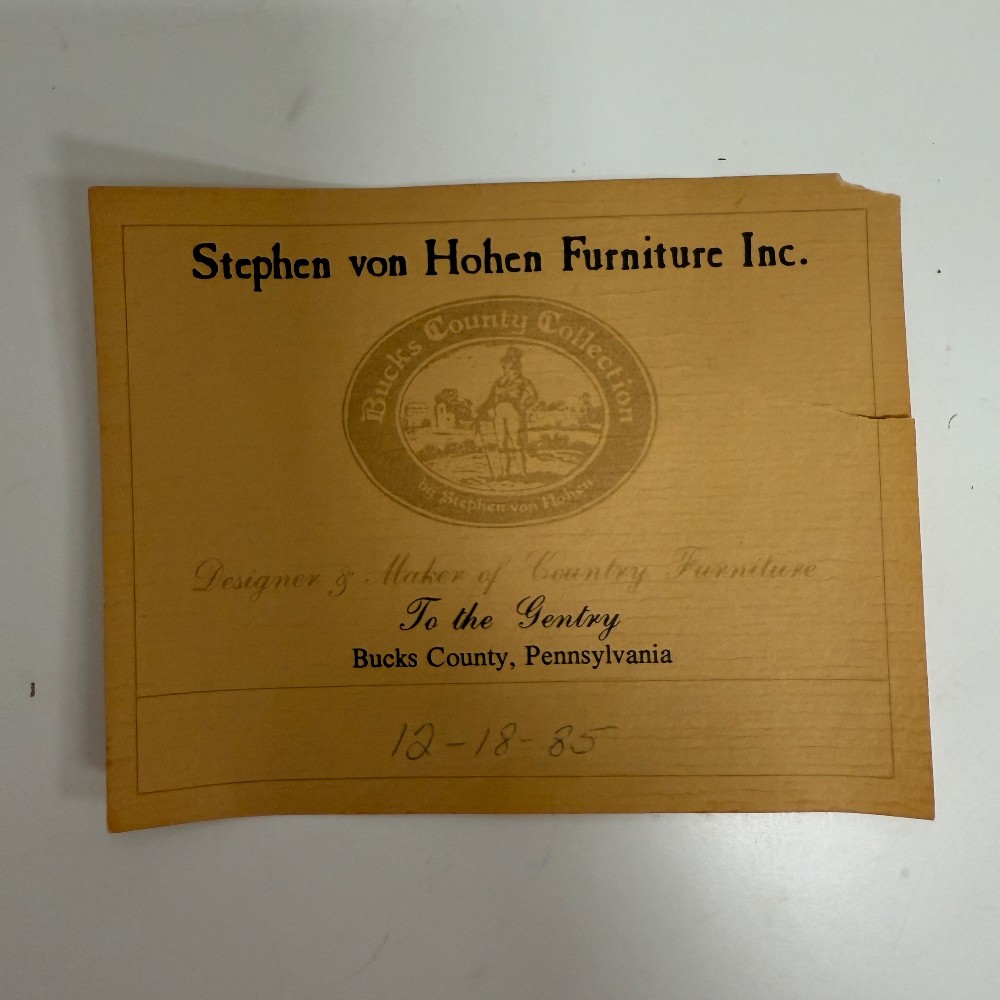 Stephen von Hohen Furniture Inc.
Bucks County Collection
by Stephen von Hohen
Designer & Maker of Country Furniture
To the Gentry
Bucks County, Pennsylvania
12-18-85